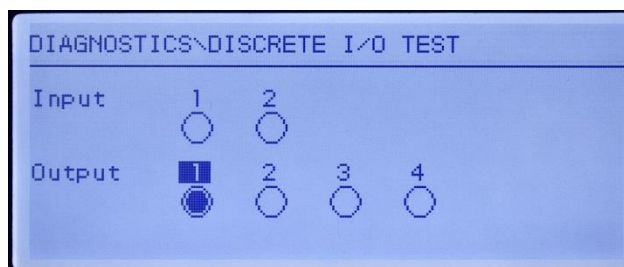 DIAGNOSTICS\DISCRETE I/O TEST
Input 1 2
Output 1 2 3 4